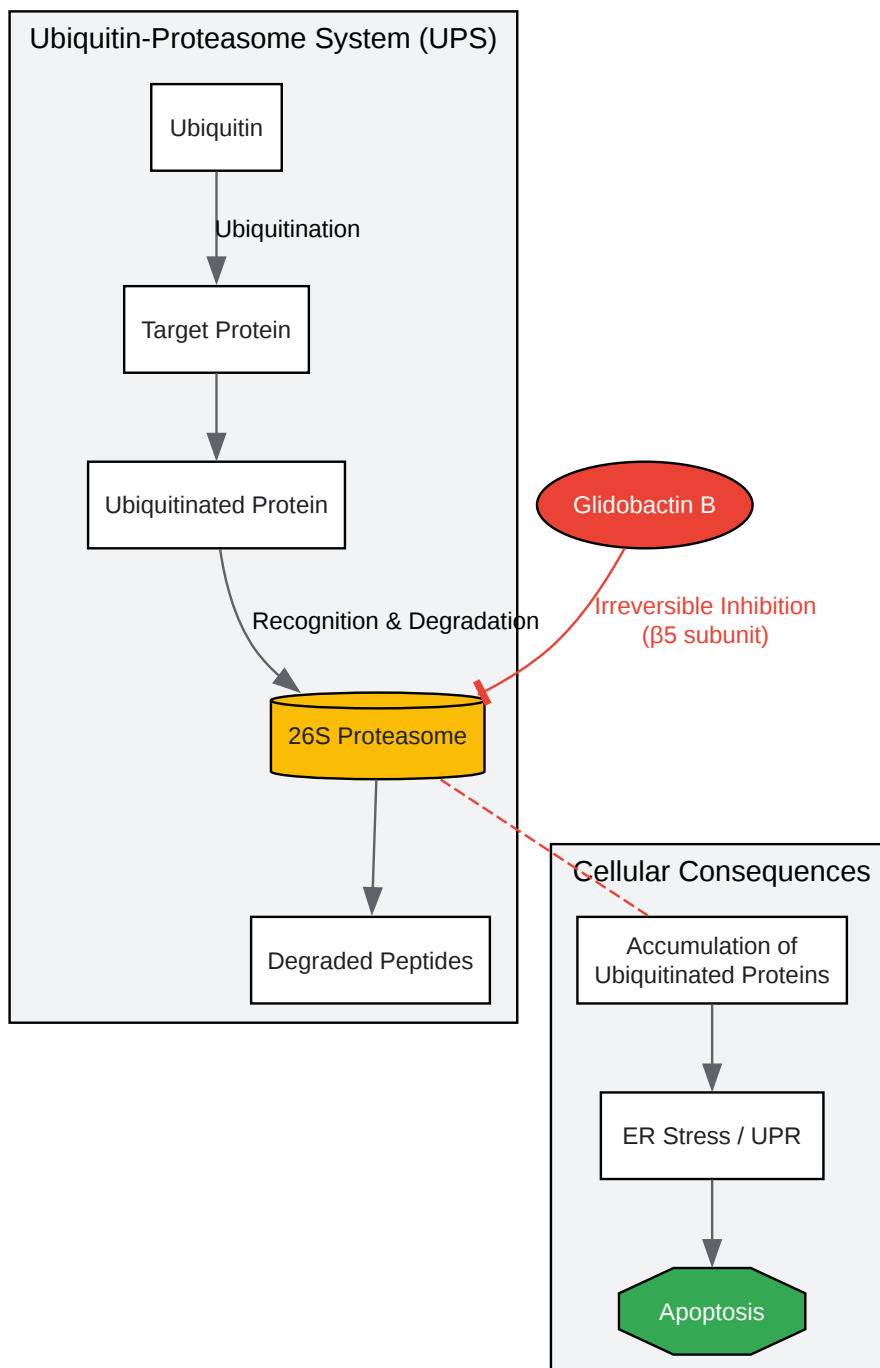 Ubiquitin-Proteasome System (UPS)
Ubiquitin
Ubiquitination
Target Protein
Ubiquitinated Protein
Glidobactin B
Irreversible Inhibition
(β5 subunit)
Recognition & Degradation
26S Proteasome
Cellular Consequences
Degraded Peptides
Accumulation of
Ubiquitinated Proteins
ER Stress / UPR
Apoptosis